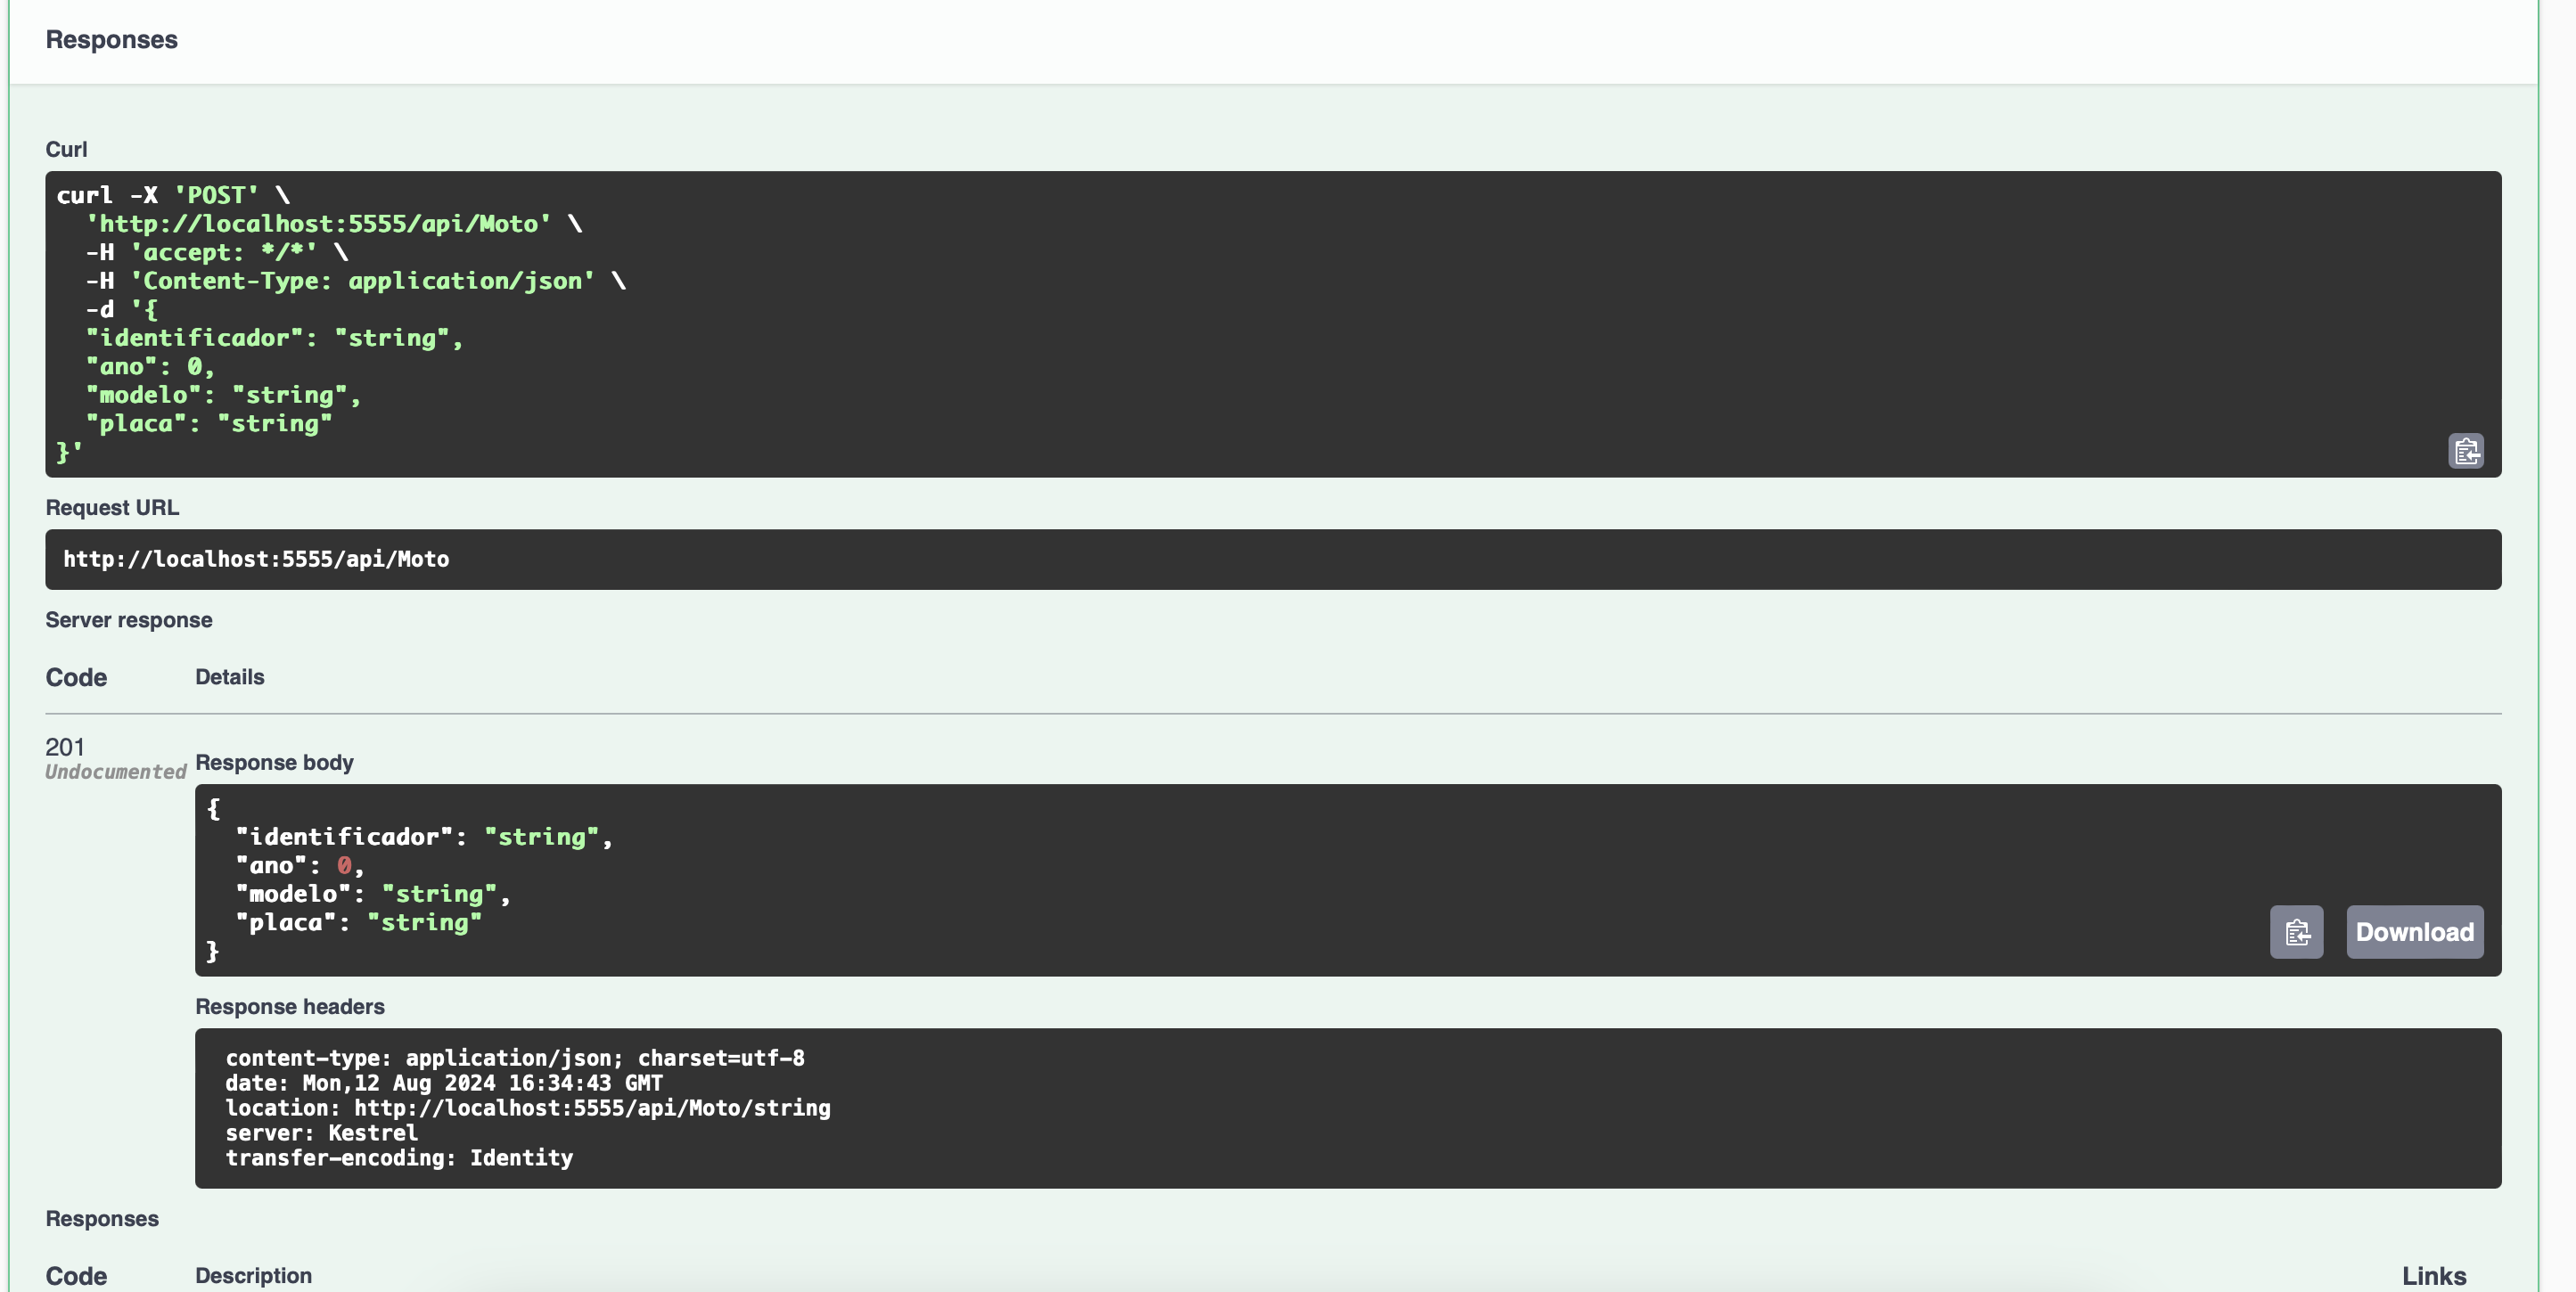 Responses
Curl
curl -X 'POST' \
  'http://localhost:5555/api/Moto' \
  -H 'accept: */*' \
  -H 'Content-Type: application/json' \
  -d '{
  "identificador": "string",
  "ano": 0,
  "modelo": "string",
  "placa": "string"
}'
Request URL
http://localhost:5555/api/Moto
Server response
Code Details
201
Undocumented
Response body
{
  "identificador": "string",
  "ano": 0,
  "modelo": "string",
  "placa": "string"
}
Download
Response headers
content-type: application/json; charset=utf-8
date: Mon,12 Aug 2024 16:34:43 GMT
location: http://localhost:5555/api/Moto/string
server: Kestrel
transfer-encoding: Identity
Responses
Code Description Links